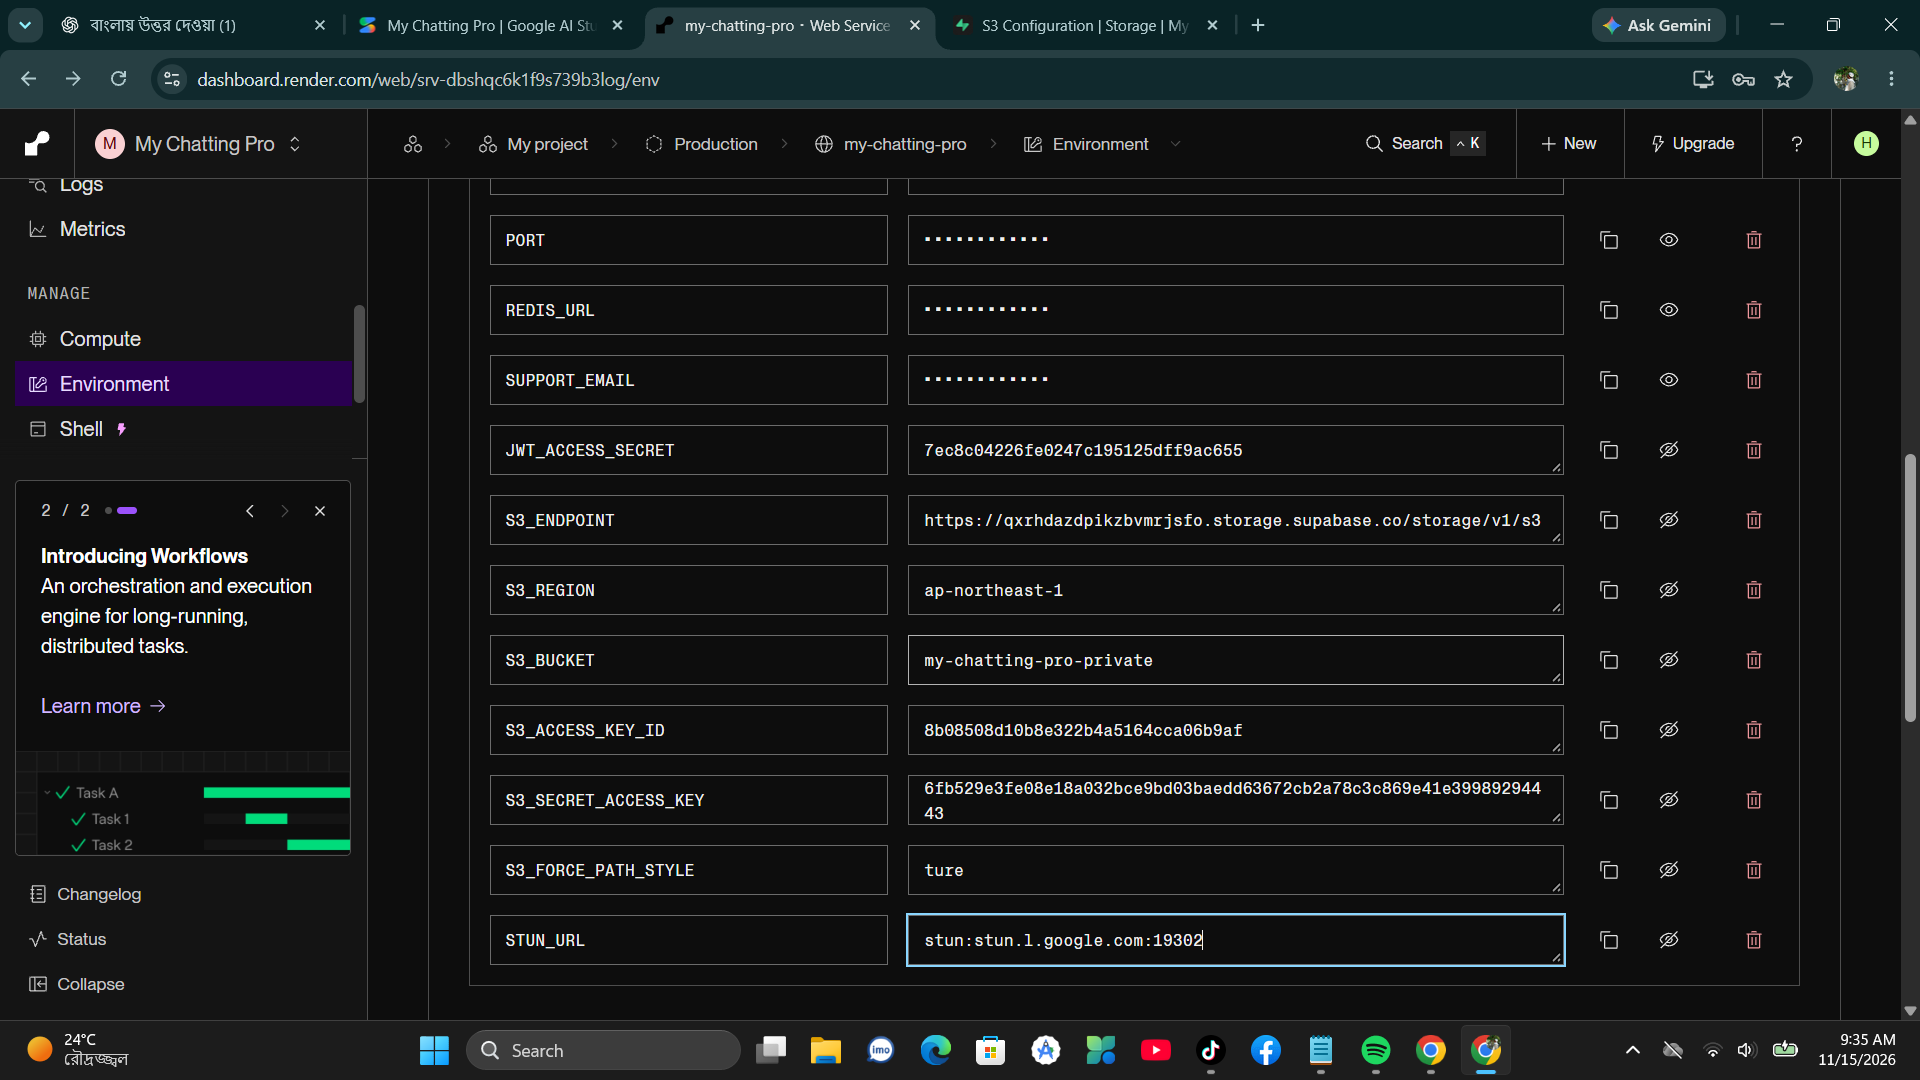 বাংলায় উত্তর দেওয়া (1)
My Chatting Pro | Google AI Stu
my-chatting-pro · Web Service
S3 Configuration | Storage | My
Ask Gemini
dashboard.render.com/web/srv-dbshqc6k1f9s739b3log/env
M My Chatting Pro
My project
Production
my-chatting-pro
Environment
Search ^ K
+ New
Upgrade
?
H
Logs
Metrics
MANAGE
Compute
Environment
Shell
2 / 2
Introducing Workflows
An orchestration and execution
engine for long-running,
distributed tasks.
Learn more →
Task A
Task 1
Task 2
Changelog
Status
Collapse
PORT
REDIS_URL
SUPPORT_EMAIL
JWT_ACCESS_SECRET 7ec8c04226fe0247c195125dff9ac655
S3_ENDPOINT https://qxrhdazdpikzbvmrjsfo.storage.supabase.co/storage/v1/s3
S3_REGION ap-northeast-1
S3_BUCKET my-chatting-pro-private
S3_ACCESS_KEY_ID 8b08508d10b8e322b4a5164cca06b9af
S3_SECRET_ACCESS_KEY 6fb529e3fe08e18a032bce9bd03baedd63672cb2a78c3c869e41e399892944
43
S3_FORCE_PATH_STYLE ture
STUN_URL stun:stun.l.google.com:19302
24°C
রৌদ্রজ্জ্বল
Search
imo
9:35 AM
11/15/2026